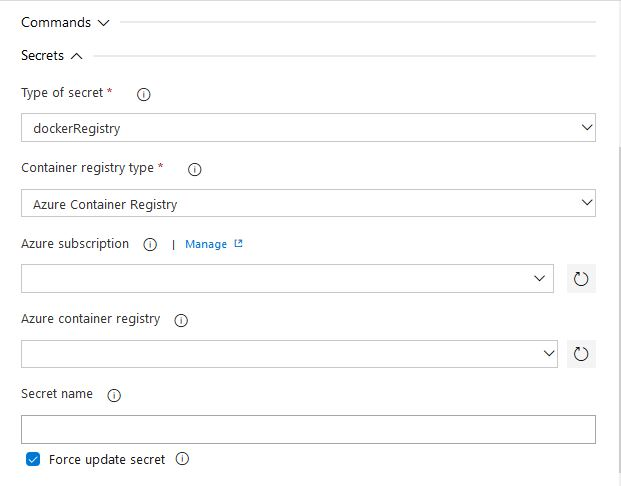 Commands
Secrets
Type of secret *
dockerRegistry
Container registry type *
Azure Container Registry
Azure subscription | Manage
Azure container registry
Secret name
Force update secret